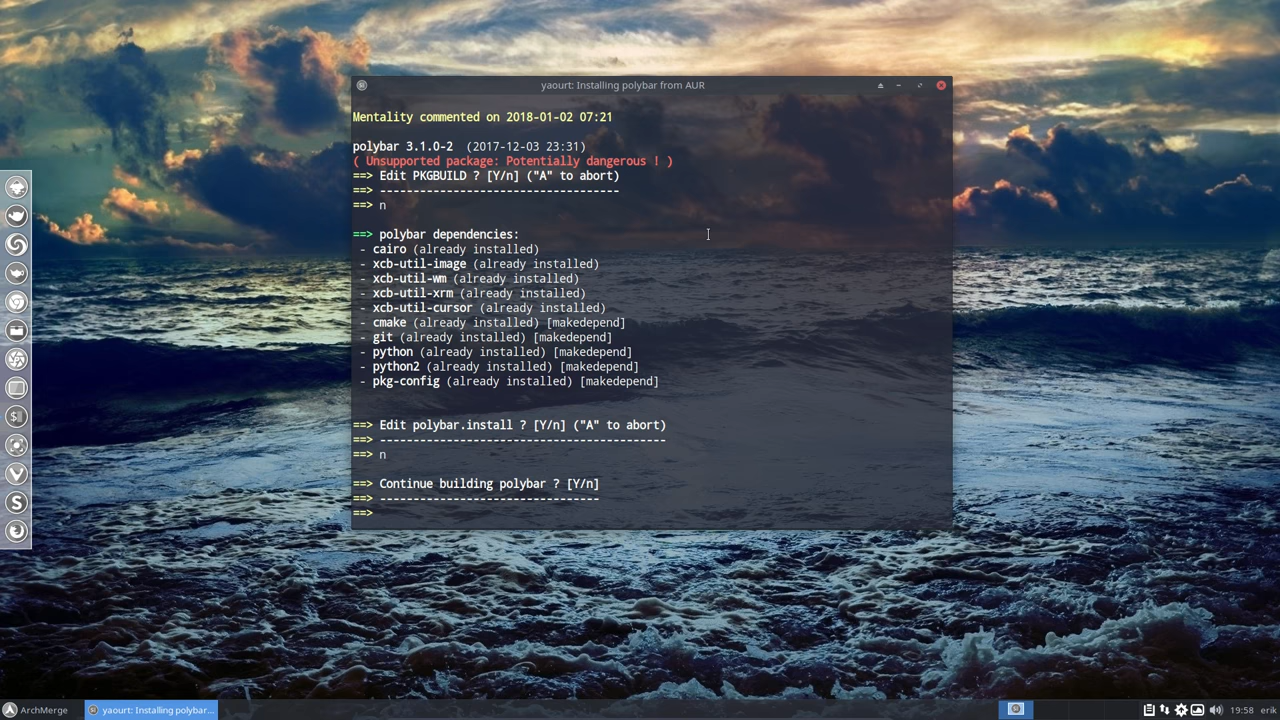 yaourt: Installing polybar from AUR
Mentality commented on 2018-01-02 07:21
polybar 3.1.0-2  (2017-12-03 23:31)
( Unsupported package: Potentially dangerous ! )
==> Edit PKGBUILD ? [Y/n] ("A" to abort)
==> ------------------------------------
==> n
==> polybar dependencies:
 - cairo (already installed)
 - xcb-util-image (already installed)
 - xcb-util-wm (already installed)
 - xcb-util-xrm (already installed)
 - xcb-util-cursor (already installed)
 - cmake (already installed) [makedepend]
 - git (already installed) [makedepend]
 - python (already installed) [makedepend]
 - python2 (already installed) [makedepend]
 - pkg-config (already installed) [makedepend]
==> Edit polybar.install ? [Y/n] ("A" to abort)
==> -------------------------------------------
==> n
==> Continue building polybar ? [Y/n]
==> ---------------------------------
==>
ArchMerge
yaourt: Installing polybar...
19:58
erik